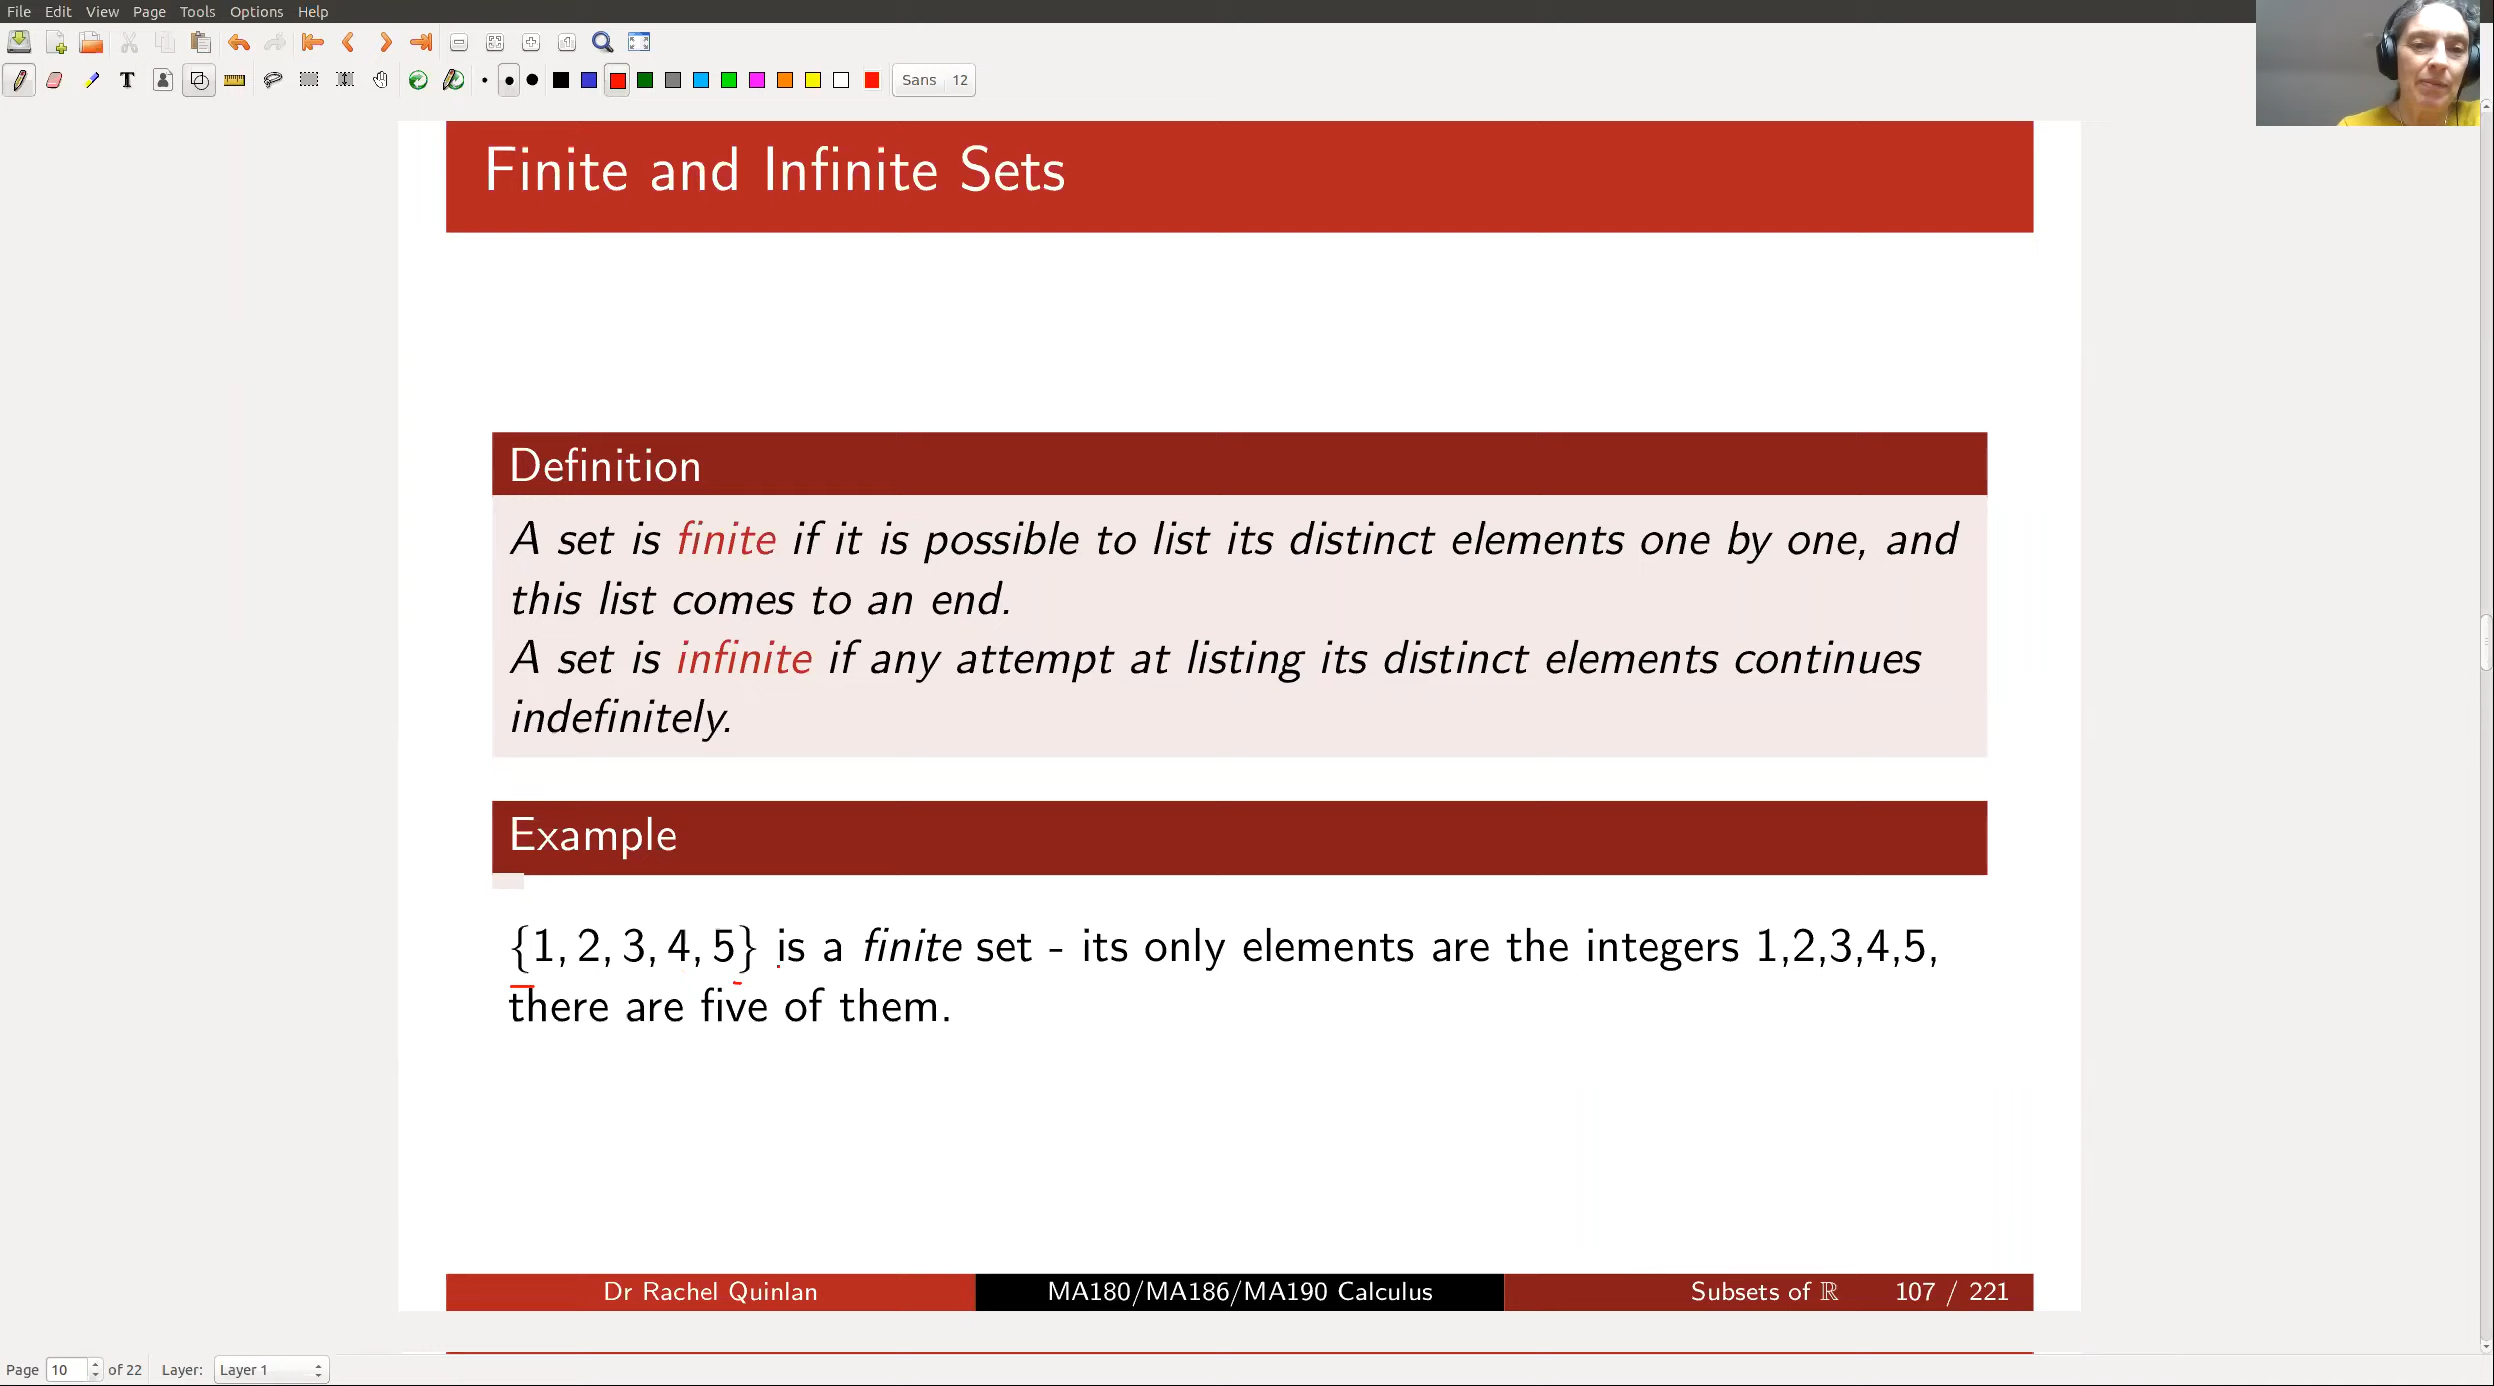 File Edit View Page Tools Options Help
T Sans 12
Finite and Infinite Sets
Definition
A set is finite if it is possible to list its distinct elements one by one, and
this list comes to an end.
A set is infinite if any attempt at listing its distinct elements continues
indefinitely.
Example
{1, 2, 3, 4, 5} is a finite set - its only elements are the integers 1,2,3,4,5,
there are five of them.
Dr Rachel Quinlan MA180/MA186/MA190 Calculus Subsets of ℝ 107 / 221
Page 10 of 22 Layer: Layer 1